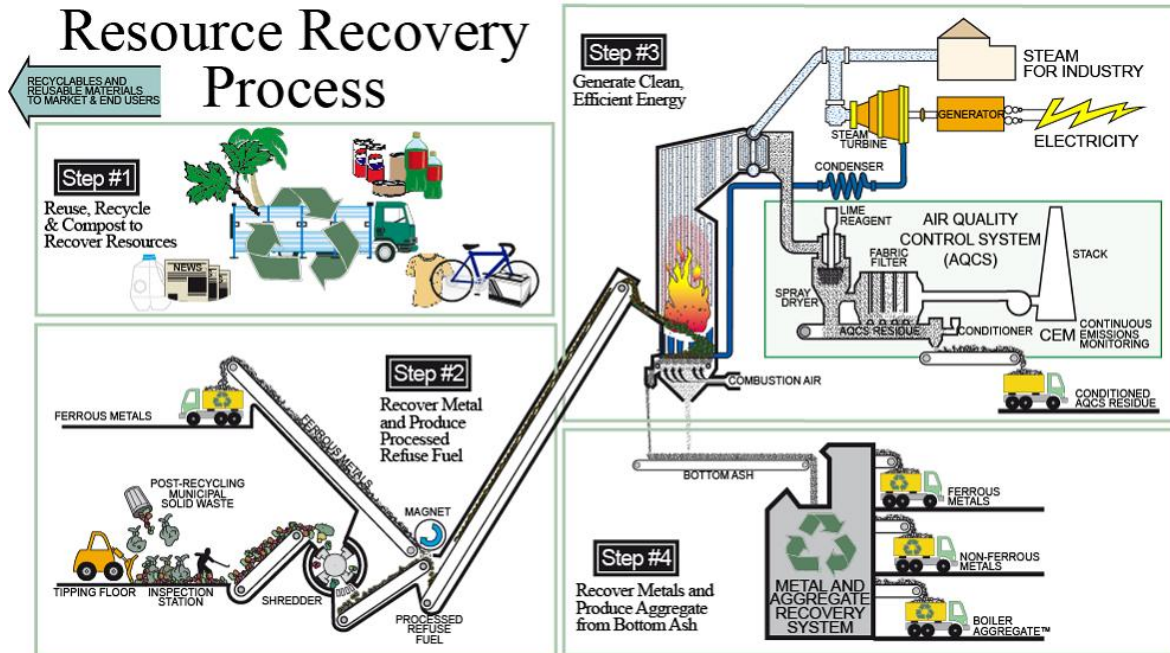 Resource Recovery
Process
RECYCLABLES AND
REUSABLE MATERIALS
TO MARKET & END USERS
Step #1
Reuse, Recycle
& Compost to
Recover Resources
NEWS
Step #2
Recover Metal
and Produce
Processed
Refuse Fuel
FERROUS METALS
FERROUS METALS
POST-RECYCLING
MUNICIPAL
SOLID WASTE
MAGNET
TIPPING FLOOR
INSPECTION
STATION
SHREDDER
PROCESSED
REFUSE
FUEL
Step #3
Generate Clean,
Efficient Energy
STEAM
FOR INDUSTRY
STEAM
TURBINE
GENERATOR
ELECTRICITY
CONDENSER
LIME
REAGENT
AIR QUALITY
CONTROL SYSTEM
(AQCS)
FABRIC
FILTER
STACK
SPRAY
DRYER
AQCS RESIDUE
CONDITIONER
CEM
CONTINUOUS
EMISSIONS
MONITORING
COMBUSTION AIR
CONDITIONED
AQCS RESIDUE
BOTTOM ASH
Step #4
Recover Metals and
Produce Aggregate
from Bottom Ash
METAL AND
AGGREGATE
RECOVERY
SYSTEM
FERROUS
METALS
NON-FERROUS
METALS
BOILER
AGGREGATE™